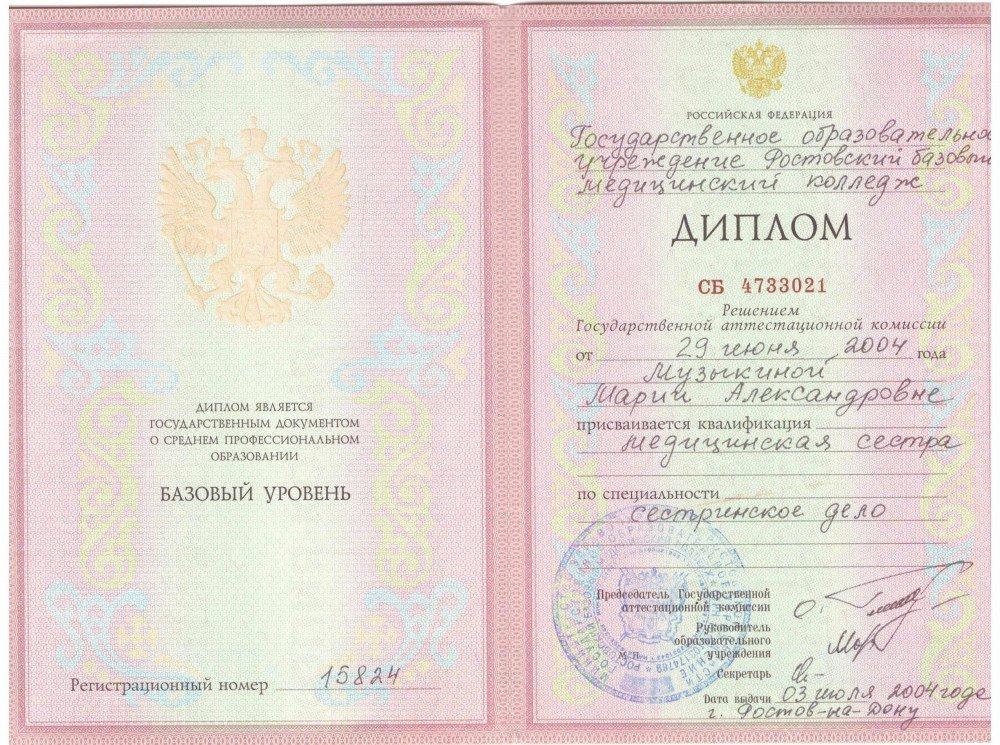 ДИПЛОМ ЯВЛЯЕТСЯ
ГОСУДАРСТВЕННЫМ ДОКУМЕНТОМ
О СРЕДНЕМ ПРОФЕССИОНАЛЬНОМ
ОБРАЗОВАНИИ
БАЗОВЫЙ УРОВЕНЬ
Регистрационный номер 15824
РОССИЙСКАЯ ФЕДЕРАЦИЯ
Государственное образовательное
учреждение Ростовский базовый
медицинский колледж
ДИПЛОМ
СБ 4733021
Решением
Государственной аттестационной комиссии
от 29 июня 2004 года
Музыкиной
Марии Александровне
присваивается квалификация
медицинская сестра
по специальности
сестринское дело
Председатель Государственной
аттестационной комиссии
Руководитель
образовательного
учреждения
М.П.
Секретарь
Дата выдачи 03 июля 2004 года
г. Ростов-на-Дону